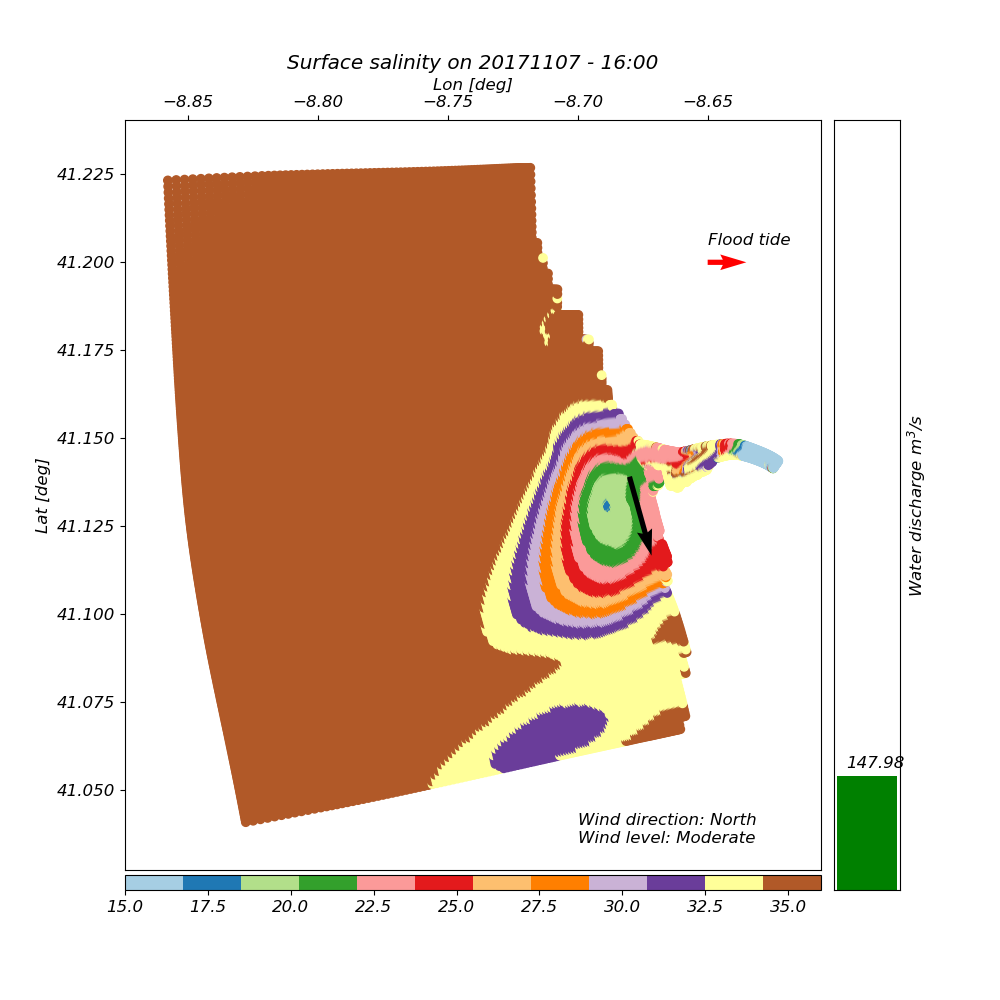 Surface salinity on 20171107 - 16:00
Lon [deg]
−8.85 −8.80 −8.75 −8.70 −8.65
41.225
41.200
41.175
41.150
41.125
41.100
41.075
41.050
Lat [deg]
Flood tide
Wind direction: North
Wind level: Moderate
15.0 17.5 20.0 22.5 25.0 27.5 30.0 32.5 35.0
147.98
Water discharge m³/s